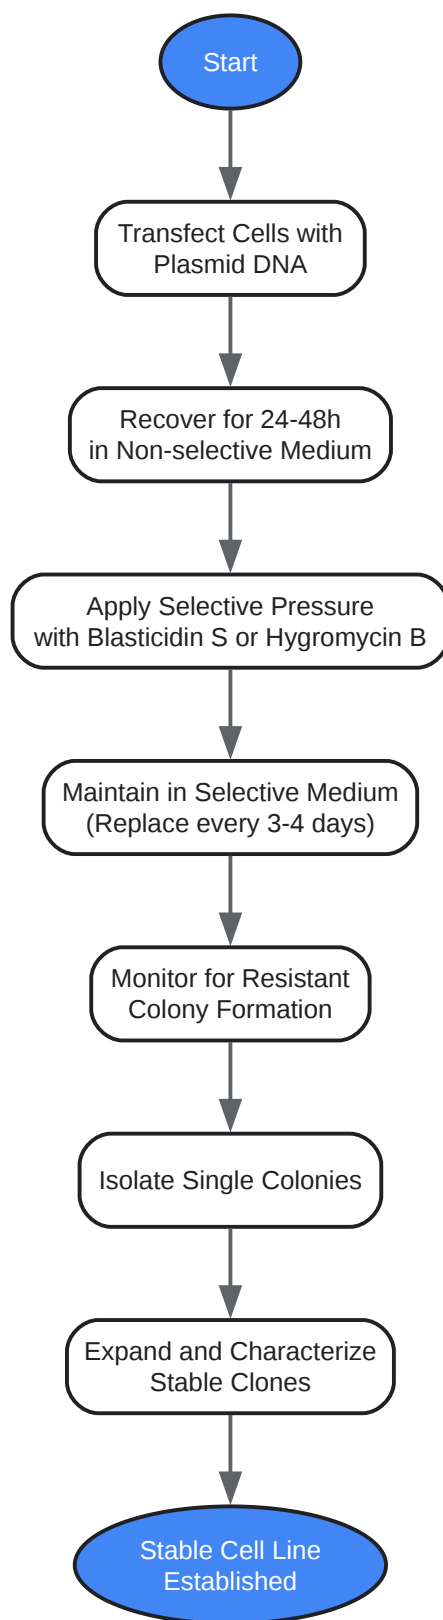 Start
Transfect Cells with
Plasmid DNA
Recover for 24-48h
in Non-selective Medium
Apply Selective Pressure
with Blasticidin S or Hygromycin B
Maintain in Selective Medium
(Replace every 3-4 days)
Monitor for Resistant
Colony Formation
Isolate Single Colonies
Expand and Characterize
Stable Clones
Stable Cell Line
Established